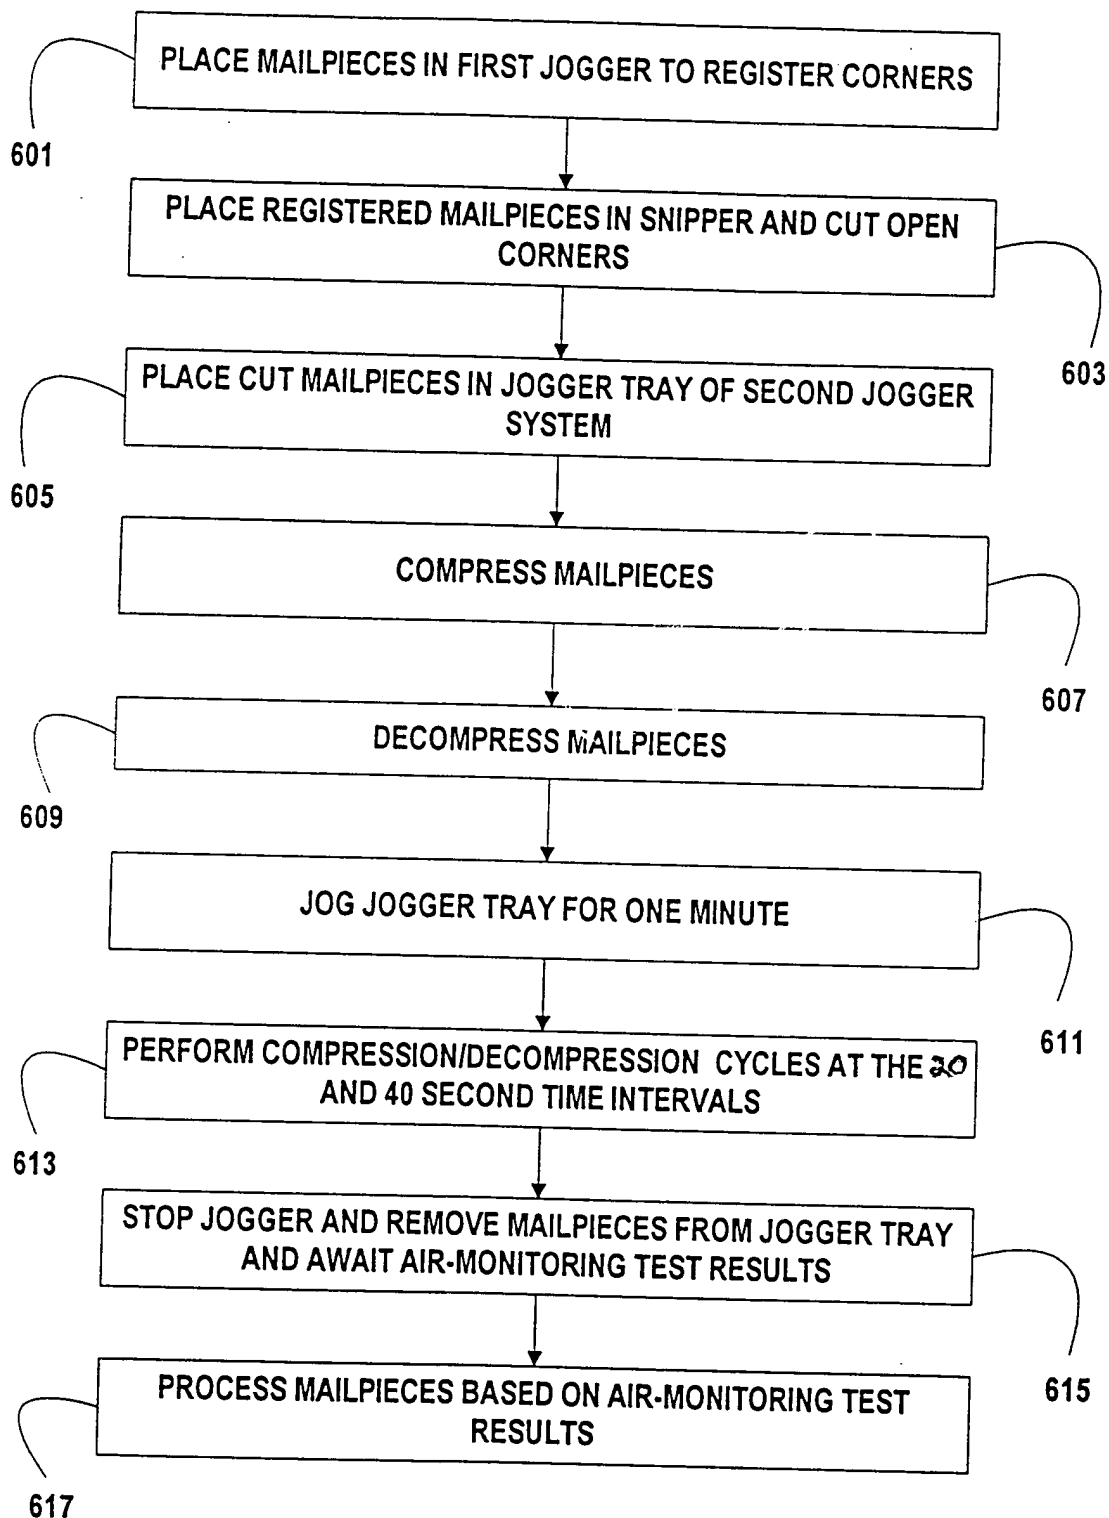 PLACE MAILPIECES IN FIRST JOGGER TO REGISTER CORNERS
601
PLACE REGISTERED MAILPIECES IN SNIPPER AND CUT OPEN
CORNERS
603
PLACE CUT MAILPIECES IN JOGGER TRAY OF SECOND JOGGER
SYSTEM
605
COMPRESS MAILPIECES
607
DECOMPRESS MAILPIECES
609
JOG JOGGER TRAY FOR ONE MINUTE
611
PERFORM COMPRESSION/DECOMPRESSION CYCLES AT THE 20
AND 40 SECOND TIME INTERVALS
613
STOP JOGGER AND REMOVE MAILPIECES FROM JOGGER TRAY
AND AWAIT AIR-MONITORING TEST RESULTS
615
PROCESS MAILPIECES BASED ON AIR-MONITORING TEST
RESULTS
617